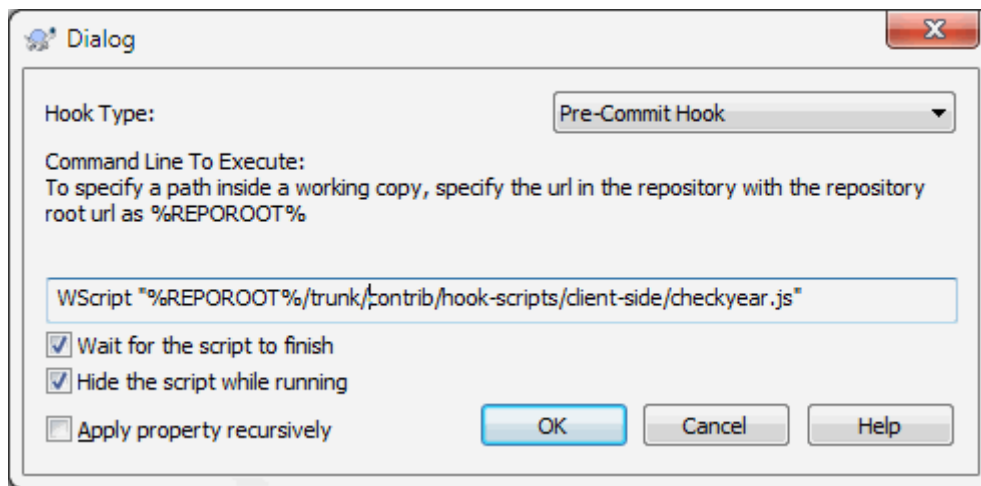 Dialog
Hook Type:
Pre-Commit Hook
Command Line To Execute:
To specify a path inside a working copy, specify the url in the repository with the repository
root url as %REPOROOT%
WScript "%REPOROOT%/trunk/contrib/hook-scripts/client-side/checkyear.js"
Wait for the script to finish
Hide the script while running
Apply property recursively
OK
Cancel
Help